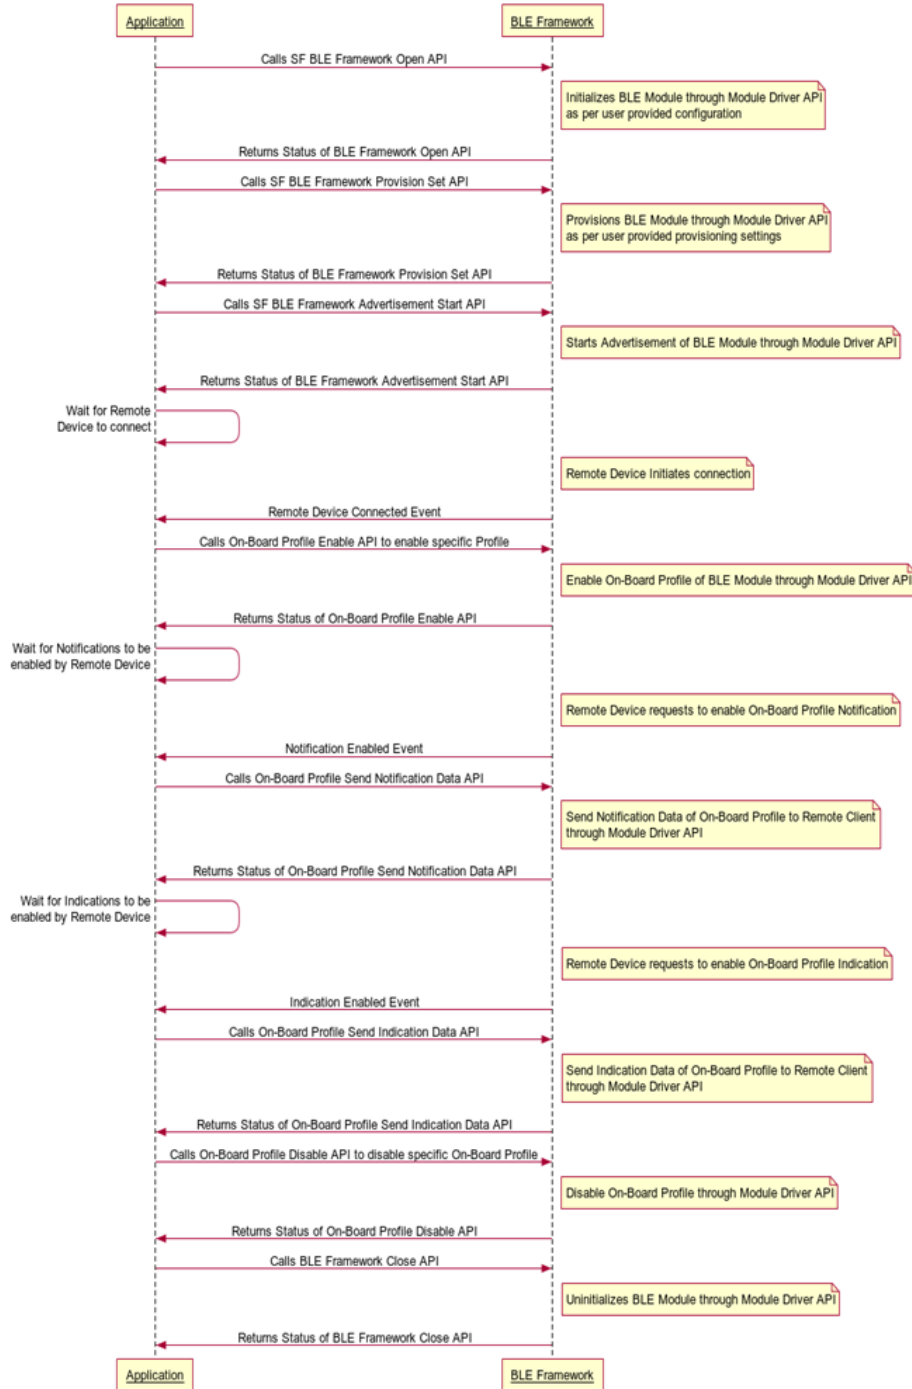 Application
BLE Framework
Calls SF BLE Framework Open API
Initializes BLE Module through Module Driver API
as per user provided configuration
Returns Status of BLE Framework Open API
Calls SF BLE Framework Provision Set API
Provisions BLE Module through Module Driver API
as per user provided provisioning settings
Returns Status of BLE Framework Provision Set API
Calls SF BLE Framework Advertisement Start API
Starts Advertisement of BLE Module through Module Driver API
Returns Status of BLE Framework Advertisement Start API
Wait for Remote
Device to connect
Remote Device Initiates connection
Remote Device Connected Event
Calls On-Board Profile Enable API to enable specific Profile
Enable On-Board Profile of BLE Module through Module Driver API
Returns Status of On-Board Profile Enable API
Wait for Notifications to be
enabled by Remote Device
Remote Device requests to enable On-Board Profile Notification
Notification Enabled Event
Calls On-Board Profile Send Notification Data API
Send Notification Data of On-Board Profile to Remote Client
through Module Driver API
Returns Status of On-Board Profile Send Notification Data API
Wait for Indications to be
enabled by Remote Device
Remote Device requests to enable On-Board Profile Indication
Indication Enabled Event
Calls On-Board Profile Send Indication Data API
Send Indication Data of On-Board Profile to Remote Client
through Module Driver API
Returns Status of On-Board Profile Send Indication Data API
Calls On-Board Profile Disable API to disable specific On-Board Profile
Disable On-Board Profile through Module Driver API
Returns Status of On-Board Profile Disable API
Calls BLE Framework Close API
Uninitializes BLE Module through Module Driver API
Returns Status of BLE Framework Close API
Application
BLE Framework